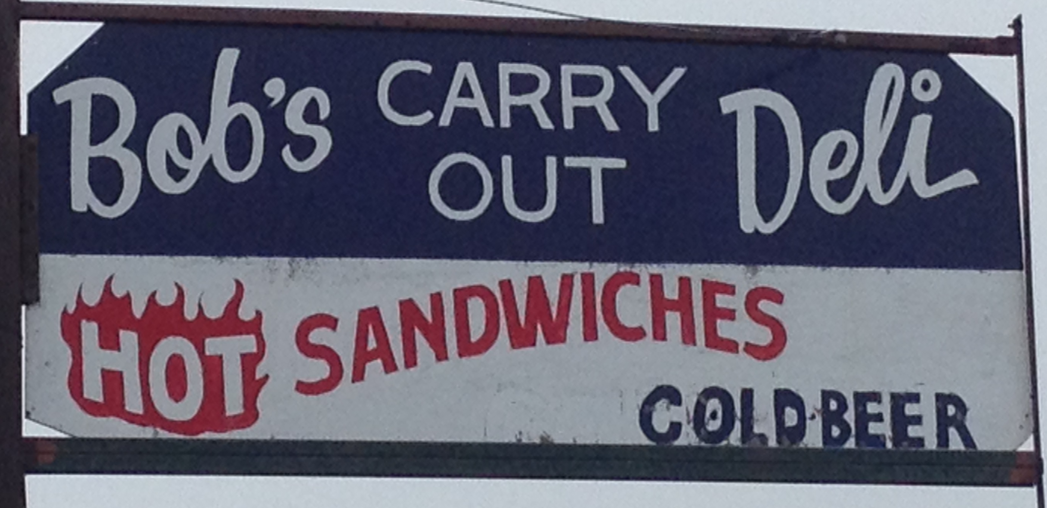 Bob's CARRY OUT Deli
HOT SANDWICHES
COLD BEER